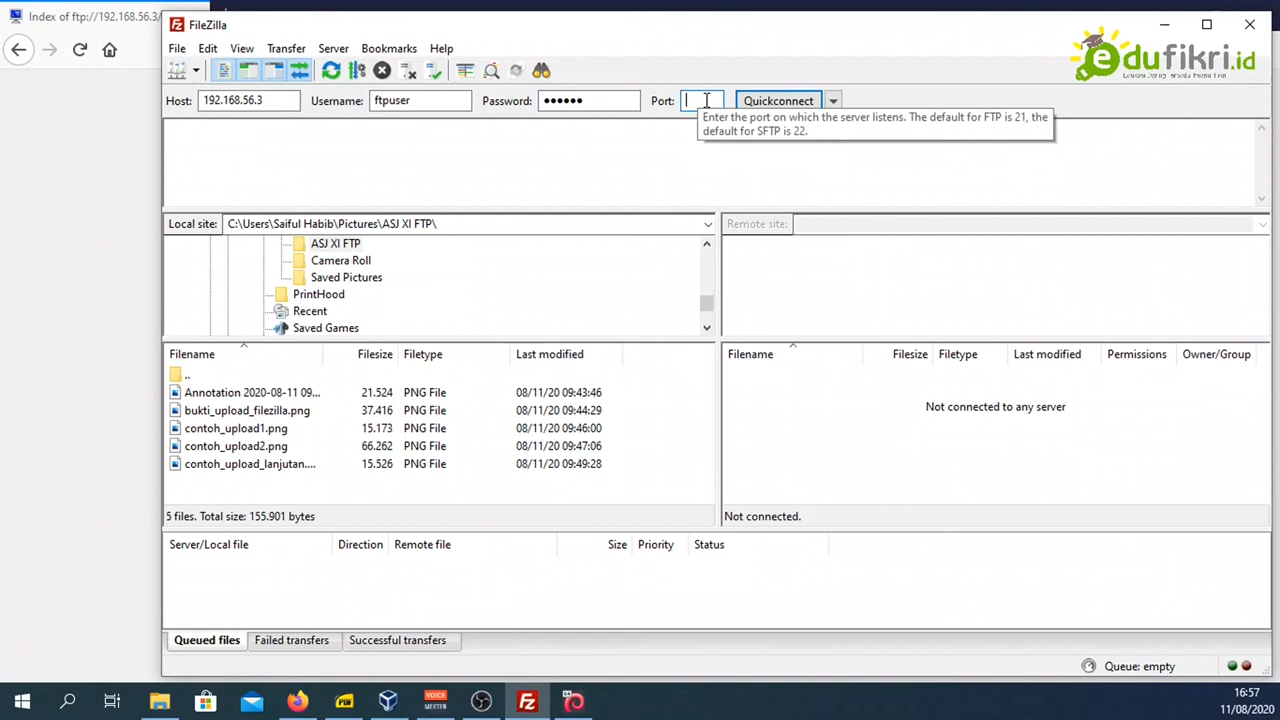 Index of ftp://192.168.56.3/
FileZilla
File Edit View Transfer Server Bookmarks Help
edufikri.id
Host: 192.168.56.3 Username: ftpuser Password: ●●●●●● Port: Quickconnect
Enter the port on which the server listens. The default for FTP is 21, the
default for SFTP is 22.
Local site: C:\Users\Saiful Habib\Pictures\ASJ XI FTP\
Remote site:
ASJ XI FTP
Camera Roll
Saved Pictures
PrintHood
Recent
Saved Games
Filename Filesize Filetype Last modified
..
Annotation 2020-08-11 09... 21.524 PNG File 08/11/20 09:43:46
bukti_upload_filezilla.png 37.416 PNG File 08/11/20 09:44:29
contoh_upload1.png 15.173 PNG File 08/11/20 09:46:00
contoh_upload2.png 66.262 PNG File 08/11/20 09:47:06
contoh_upload_lanjutan.... 15.526 PNG File 08/11/20 09:49:28
5 files. Total size: 155.901 bytes
Filename Filesize Filetype Last modified Permissions Owner/Group
Not connected to any server
Not connected.
Server/Local file Direction Remote file Size Priority Status
Queued files Failed transfers Successful transfers
Queue: empty
VOICE
MEETER
16:57
11/08/2020